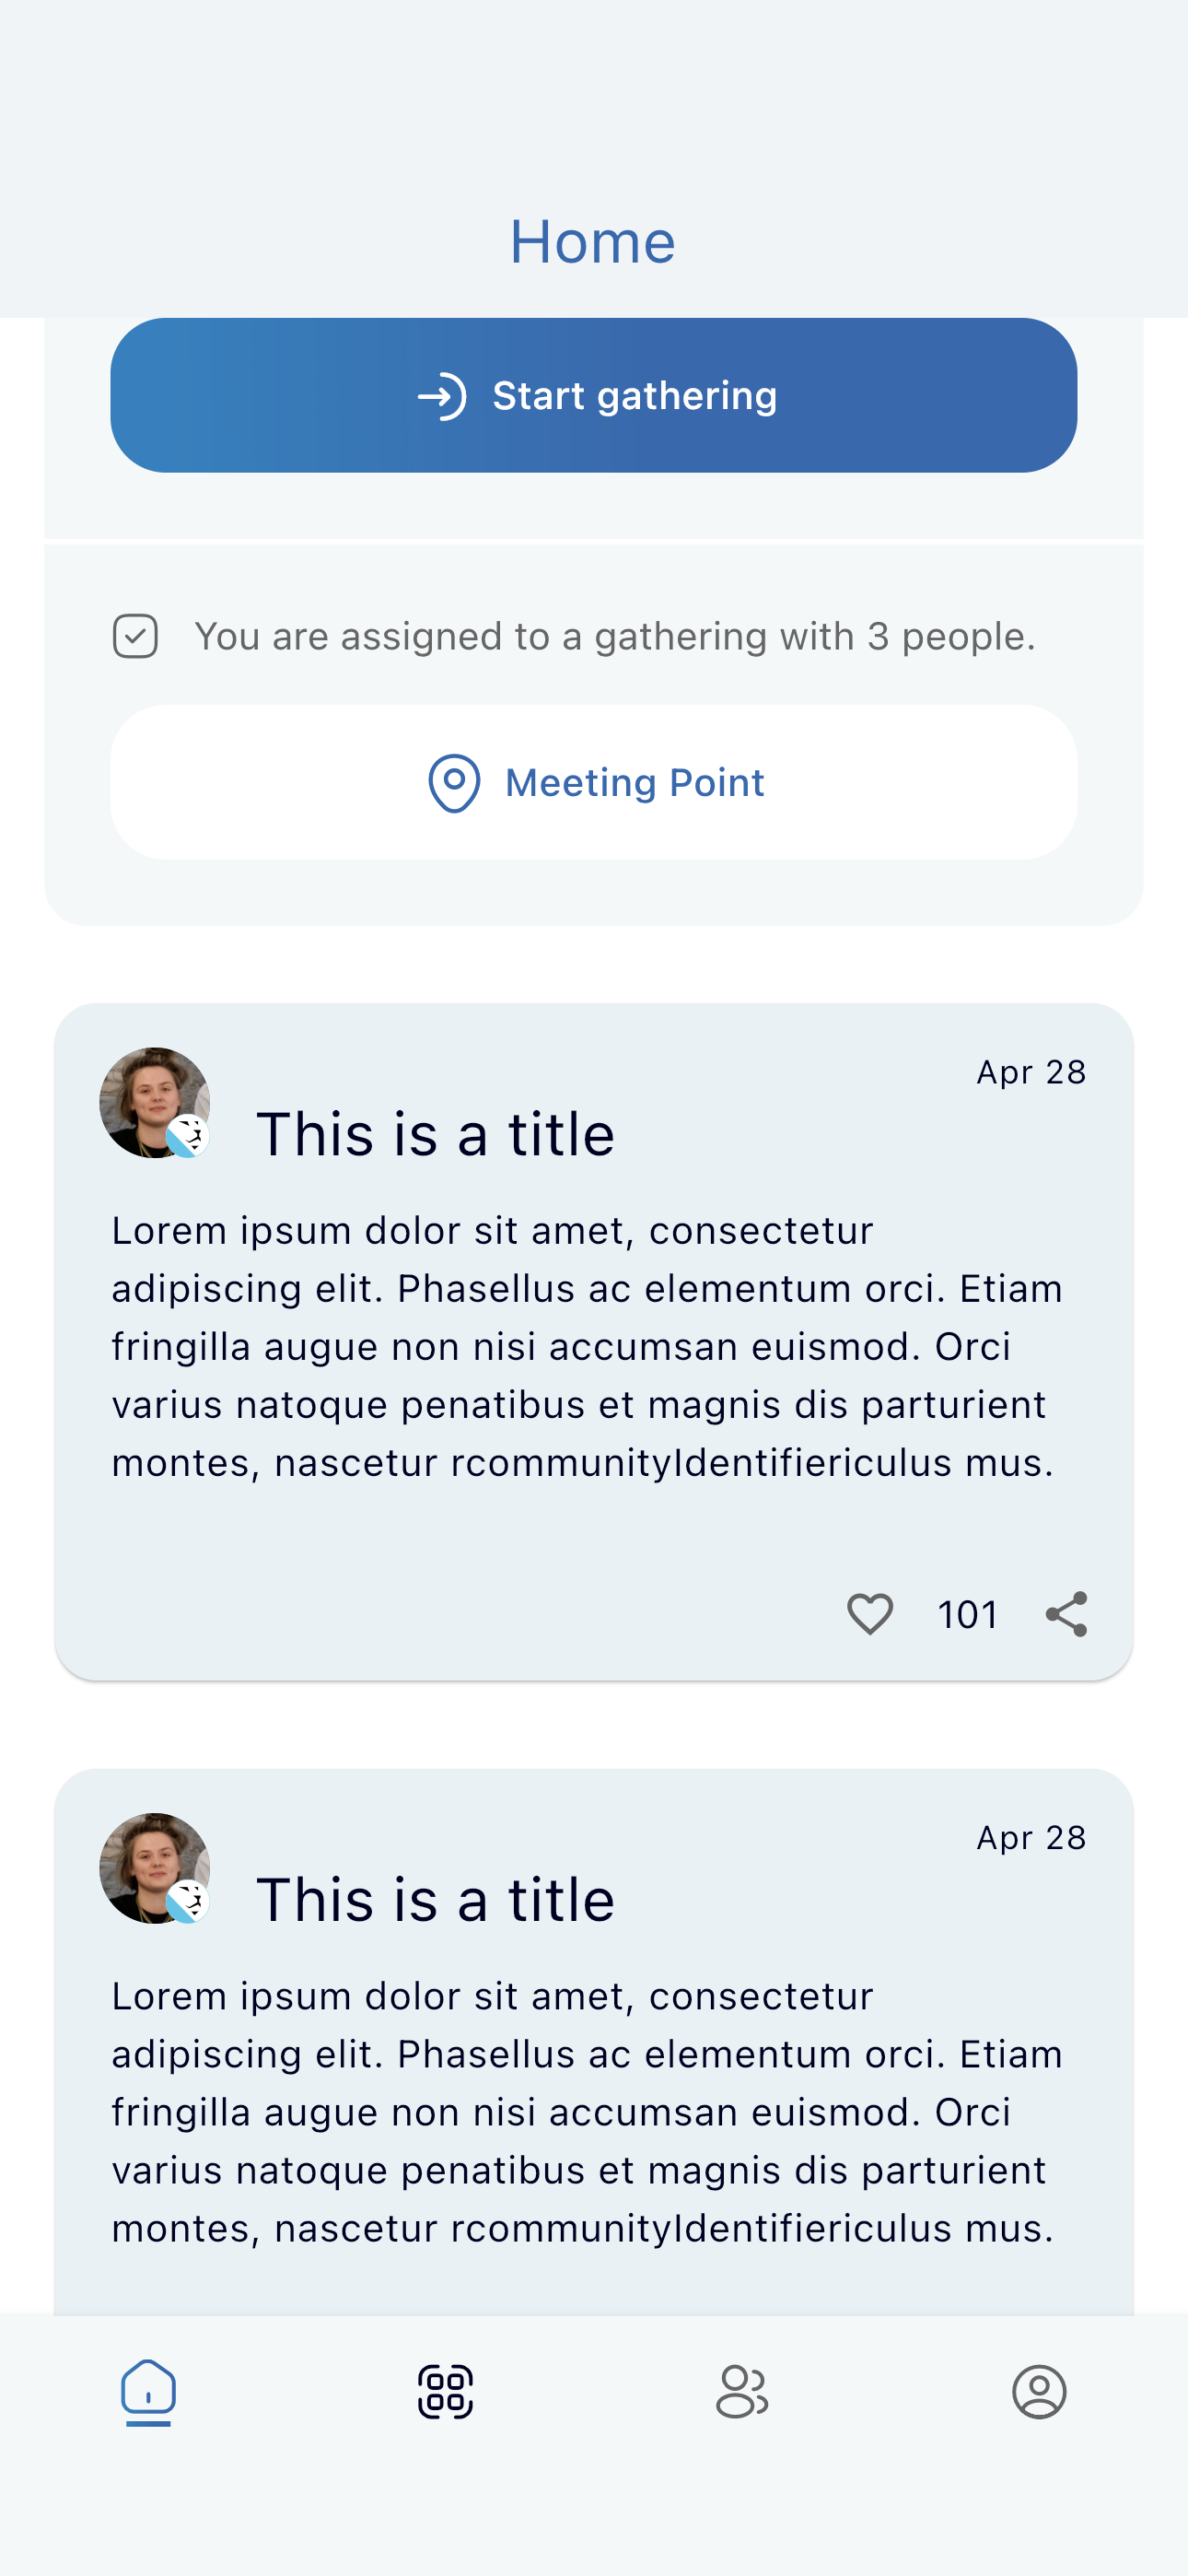 Home
Start gathering
You are assigned to a gathering with 3 people.
Meeting Point
Apr 28
This is a title
Lorem ipsum dolor sit amet, consectetur
adipiscing elit. Phasellus ac elementum orci. Etiam
fringilla augue non nisi accumsan euismod. Orci
varius natoque penatibus et magnis dis parturient
montes, nascetur rcommunityIdentifiericulus mus.
101
Apr 28
This is a title
Lorem ipsum dolor sit amet, consectetur
adipiscing elit. Phasellus ac elementum orci. Etiam
fringilla augue non nisi accumsan euismod. Orci
varius natoque penatibus et magnis dis parturient
montes, nascetur rcommunityIdentifiericulus mus.